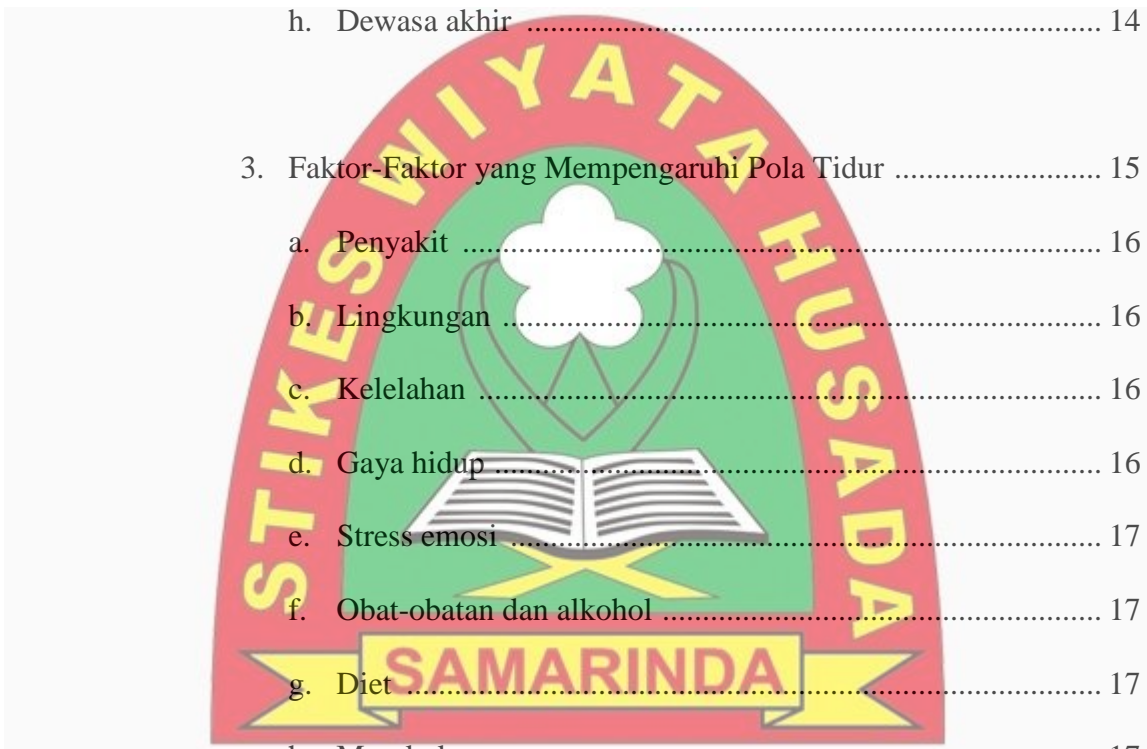 h. Dewasa akhir ........................................................................ 14
3. Faktor-Faktor yang Mempengaruhi Pola Tidur .......................... 15
a. Penyakit ................................................................................ 16
b. Lingkungan ........................................................................... 16
c. Kelelahan .............................................................................. 16
d. Gaya hidup ............................................................................ 16
e. Stress emosi .......................................................................... 17
f. Obat-obatan dan alkohol ....................................................... 17
g. Diet ....................................................................................... 17
STIKES WIYATA HUSADA
SAMARINDA